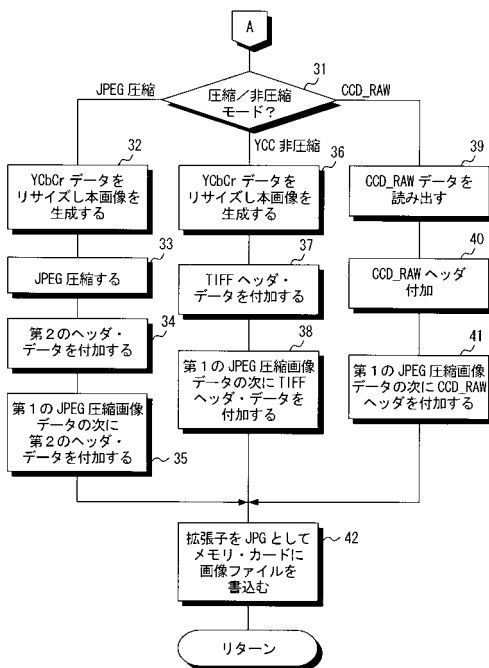 A
31
圧縮/非圧縮
モード?
JPEG 圧縮
CCD_RAW
YCC 非圧縮
32
YCbCr データを
リサイズし本画像を
生成する
33
JPEG 圧縮する
34
第2のヘッダ・
データを付加する
第1のJPEG圧縮画像
データの次に
第2のヘッダ・
データを付加する
35
36
YCbCr データを
リサイズし本画像を
生成する
37
TIFF ヘッダ・
データを付加する
38
第1の JPEG 圧縮画像
データの次に TIFF
ヘッダ・データを
付加する
39
CCD_RAW データを
読み出す
40
CCD_RAW ヘッダ
付加
41
第1の JPEG 圧縮画像
データの次に CCD_RAW
ヘッダを付加する
42
拡張子を JPG として
メモリ・カードに
画像ファイルを
書込む
リターン